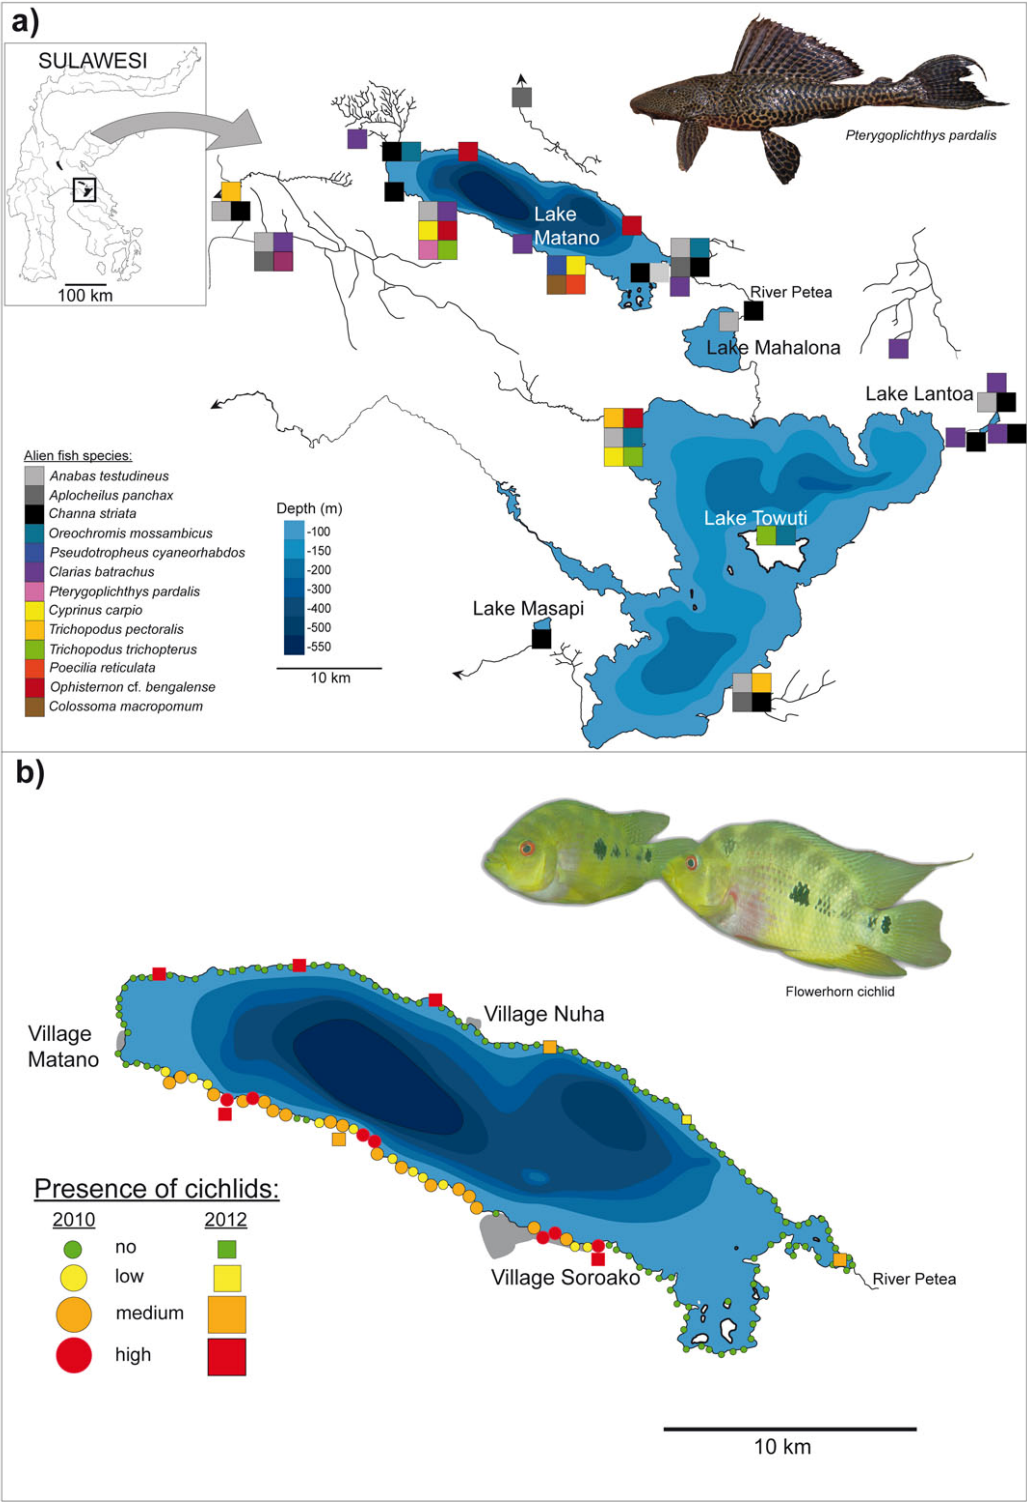 a)
SULAWESI
100 km
Pterygoplichthys pardalis
Lake
Matano
River Petea
Lake Mahalona
Lake Lantoa
Alien fish species:
Anabas testudineus
Aplocheilus panchax
Channa striata
Oreochromis mossambicus
Pseudotropheus cyaneorhabdos
Clarias batrachus
Pterygoplichthys pardalis
Cyprinus carpio
Trichopodus pectoralis
Trichopodus trichopterus
Poecilia reticulata
Ophisternon cf. bengalense
Colossoma macropomum
Depth (m)
-100
-150
-200
-300
-400
-500
-550
10 km
Lake Towuti
Lake Masapi
b)
Flowerhorn cichlid
Village
Matano
Village Nuha
Village Soroako
River Petea
Presence of cichlids:
2010 2012
no
low
medium
high
10 km